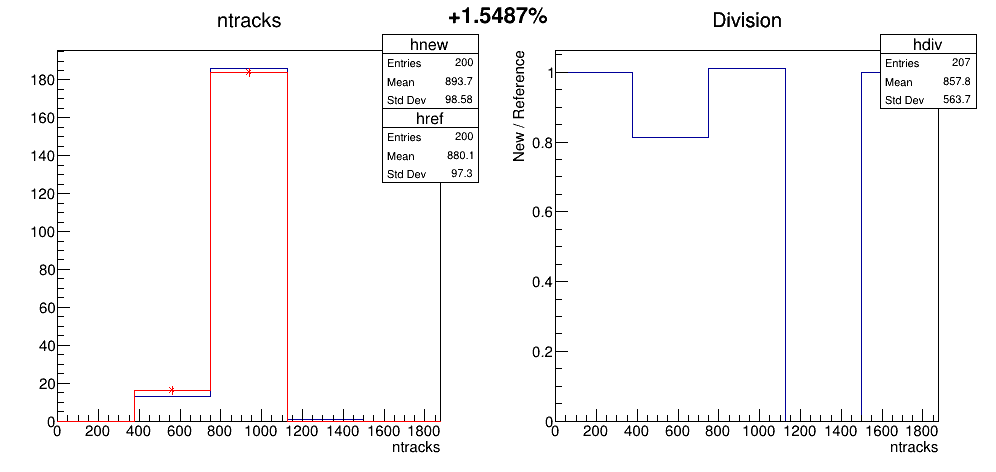 +1.5487%
ntracks
hnew
Entries 200
Mean 893.7
Std Dev 98.58
href
Entries 200
Mean 880.1
Std Dev 97.3
180
160
140
120
100
80
60
40
20
0
0 200 400 600 800 1000 1200 1400 1600 1800
ntracks
Division
hdiv
Entries 207
Mean 857.8
Std Dev 563.7
New / Reference
1
0.8
0.6
0.4
0.2
0
0 200 400 600 800 1000 1200 1400 1600 1800
ntracks